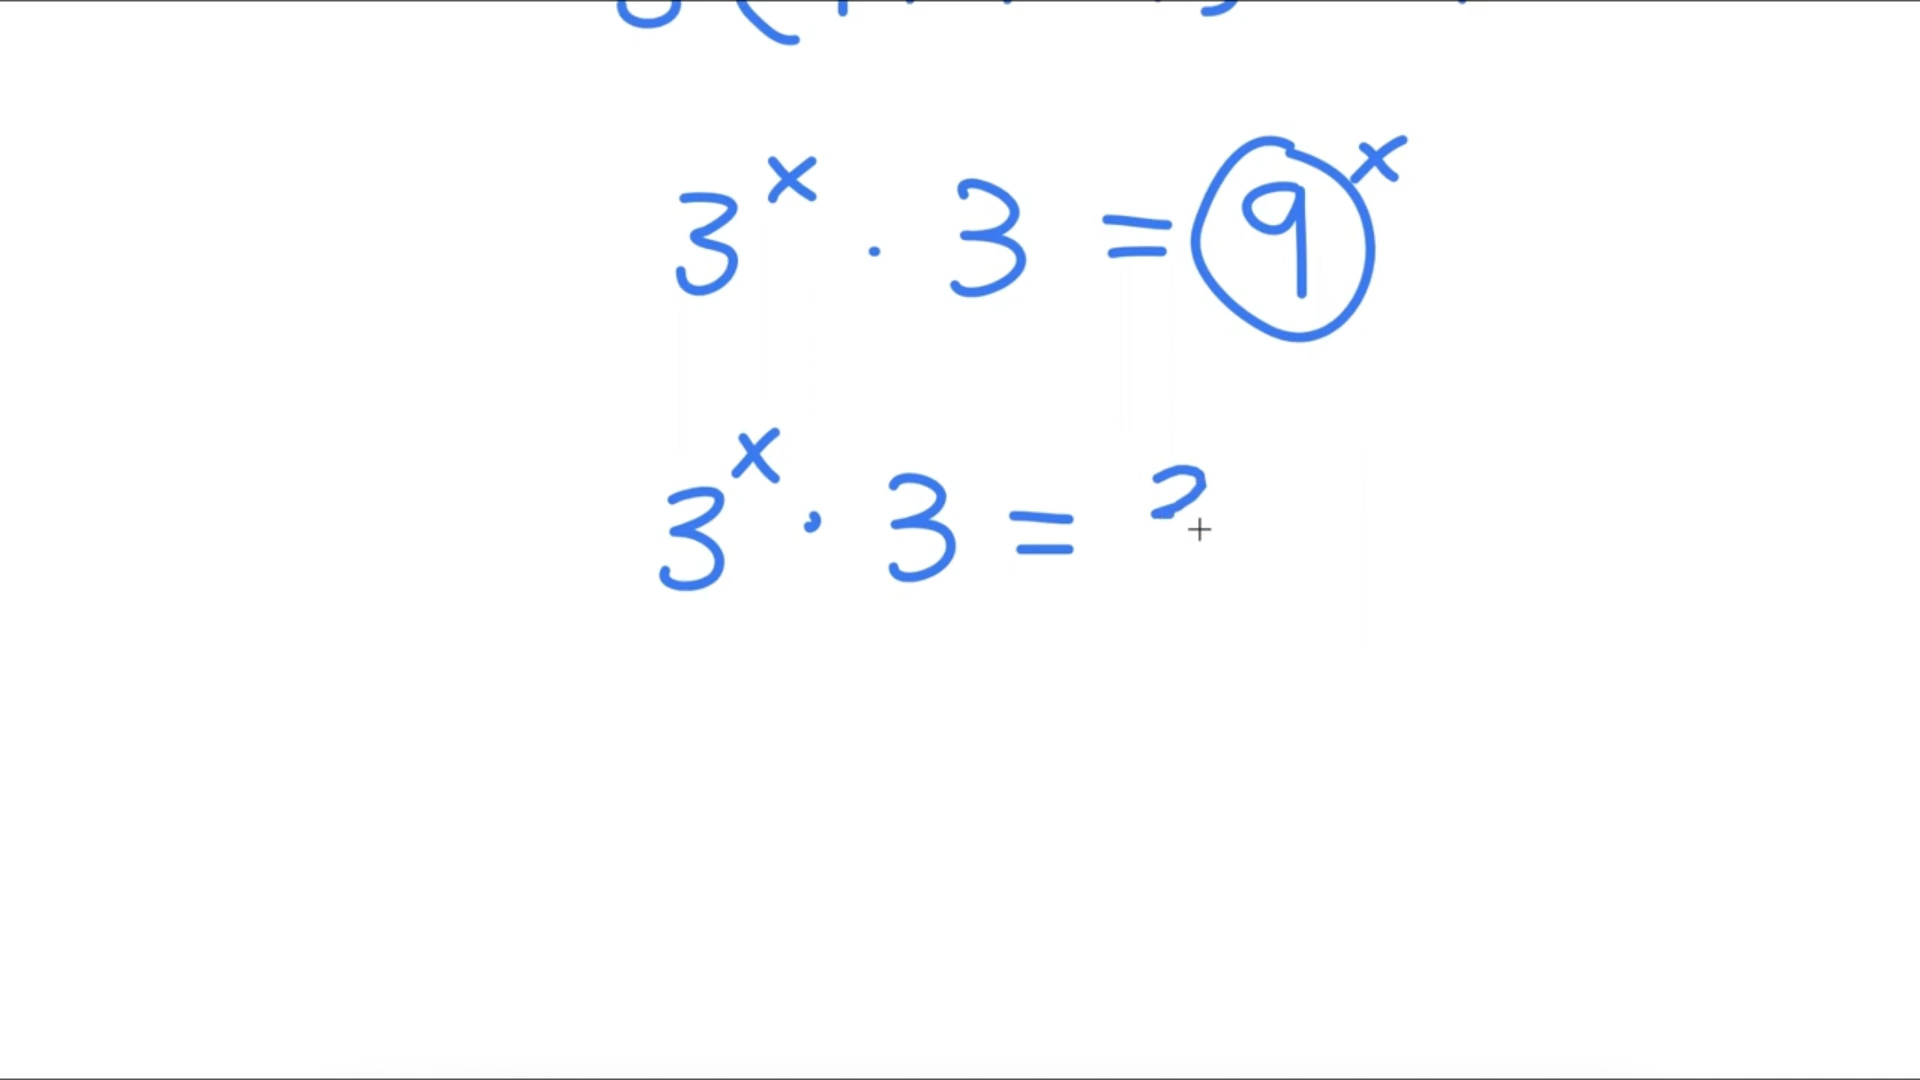 3^x · 3 = 9^x
3^x · 3 =